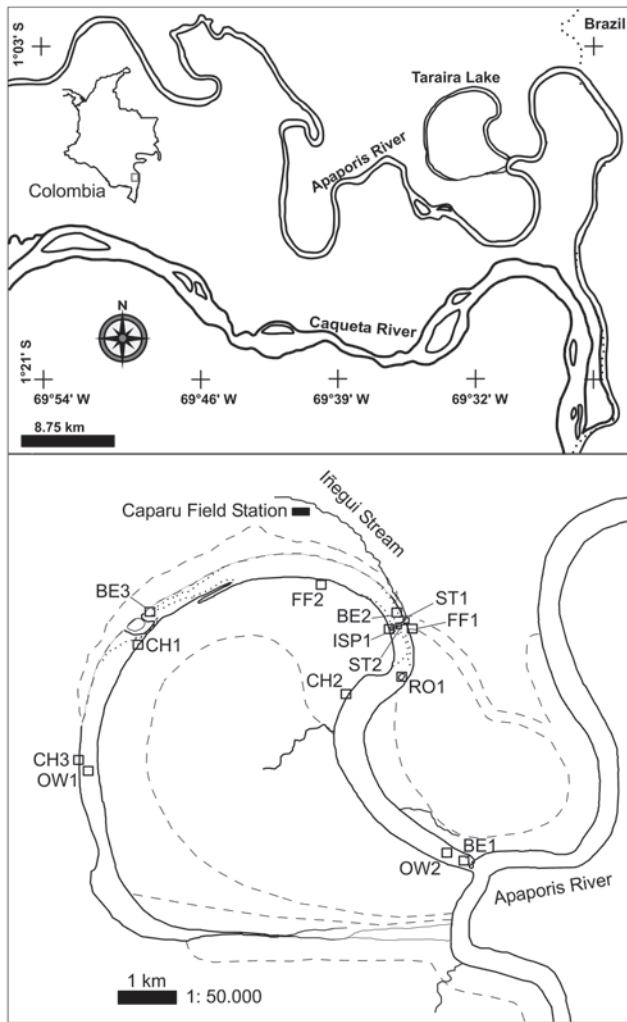 Brazil
1°03' S
Taraira Lake
Apaporis River
Colombia
N
Caqueta River
1°21' S
69°54' W
69°46' W
69°39' W
69°32' W
8.75 km
Iñegui Stream
Caparu Field Station
BE3
FF2
BE2
ST1
ISP1
FF1
CH1
ST2
CH2
RO1
CH3
OW1
BE1
OW2
Apaporis River
1 km
1: 50.000